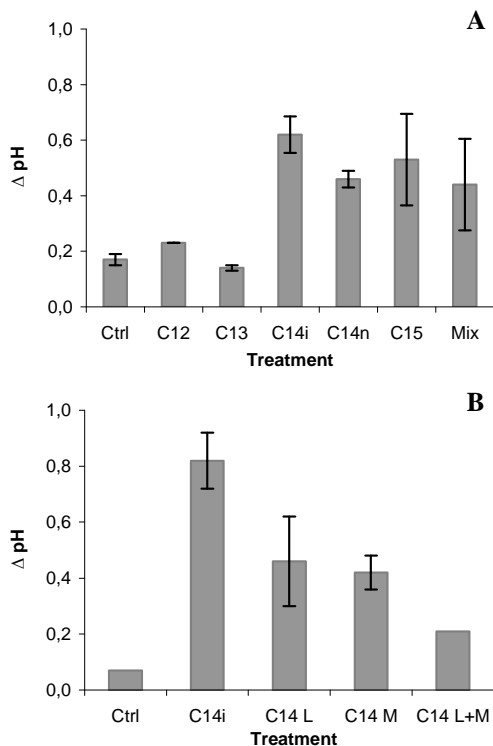 A
1,0
0,8
0,6
0,4
0,2
0,0
Δ pH
Ctrl C12 C13 C14i C14n C15 Mix
Treatment
B
1,0
0,8
0,6
0,4
0,2
0,0
Δ pH
Ctrl C14i C14 L C14 M C14 L+M
Treatment